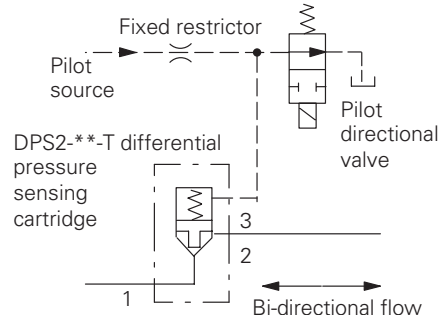 Fixed restrictor
Pilot
source
Pilot
directional
valve
DPS2-**-T differential
pressure
sensing
cartridge
3
2
1
Bi-directional flow